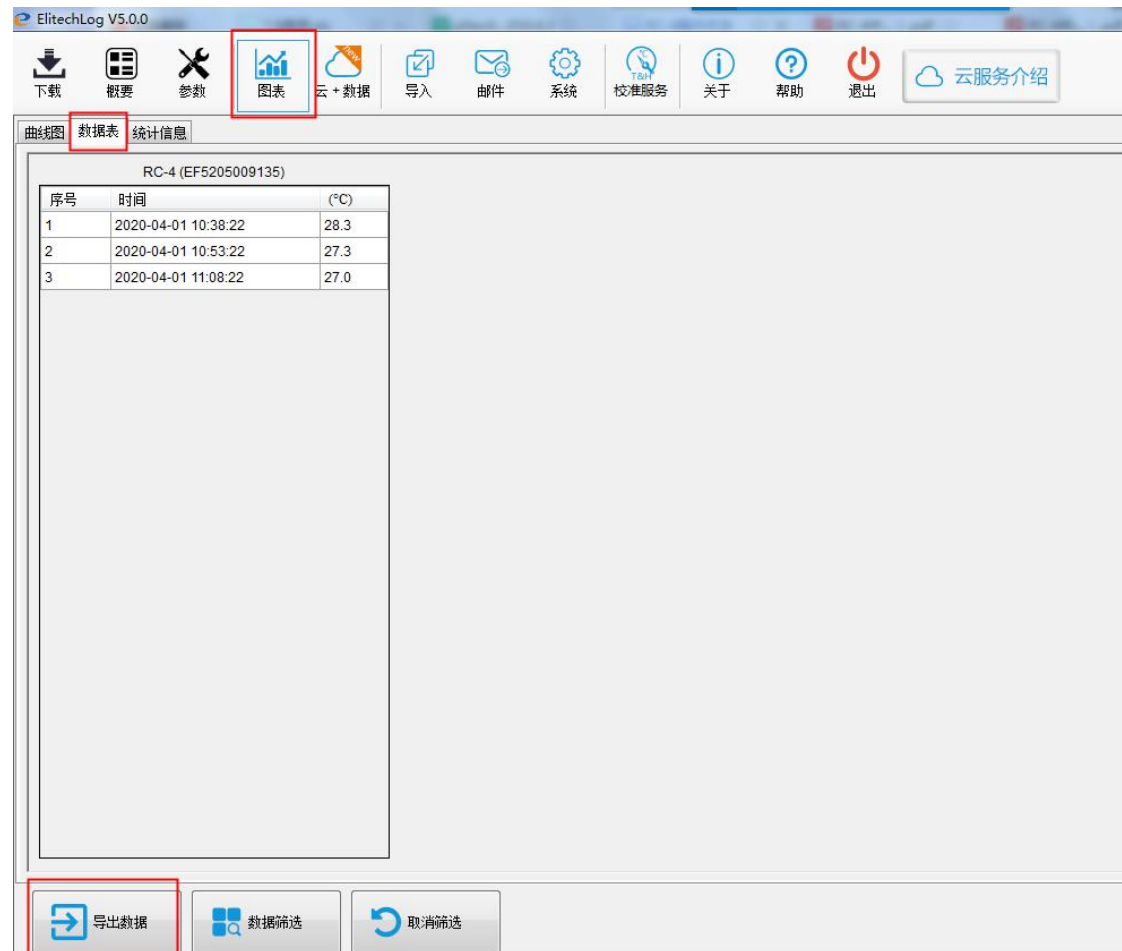 ElitechLog V5.0.0
下载 概要 参数 图表 云+数据 new 导入 邮件 系统 T&H 校准服务 关于 帮助 退出 云服务介绍
曲线图 数据表 统计信息
RC-4 (EF5205009135)
序号 时间 (°C)
1 2020-04-01 10:38:22 28.3
2 2020-04-01 10:53:22 27.3
3 2020-04-01 11:08:22 27.0
导出数据 数据筛选 取消筛选